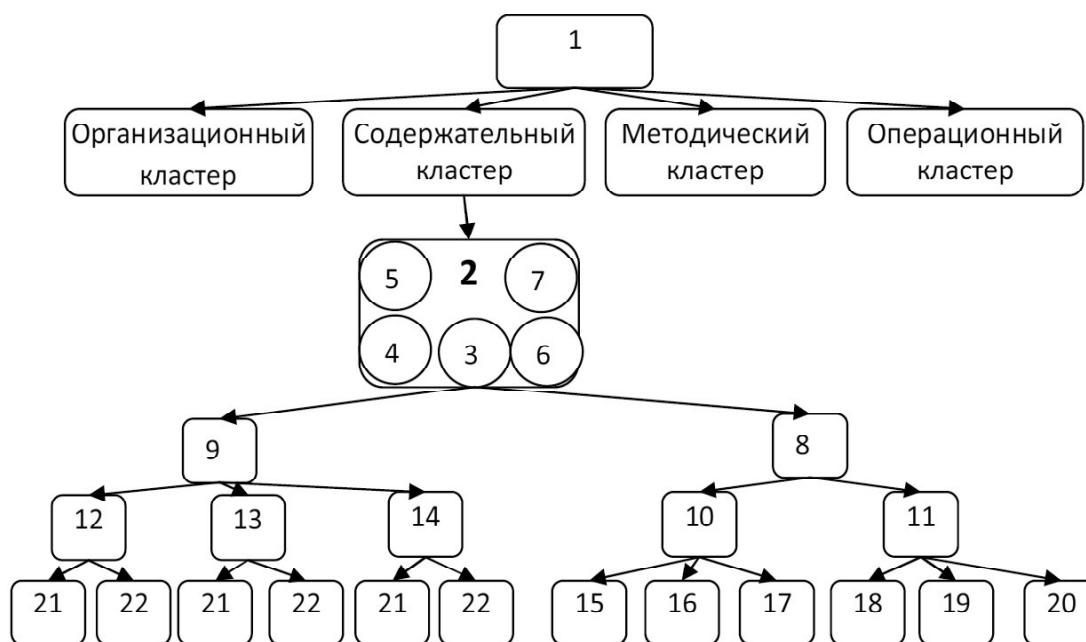 1
Организационный
кластер
Содержательный
кластер
Методический
кластер
Операционный
кластер
5 2 7
4 3 6
9 8
12 13 14 10 11
21 22 21 22 21 22 15 16 17 18 19 20